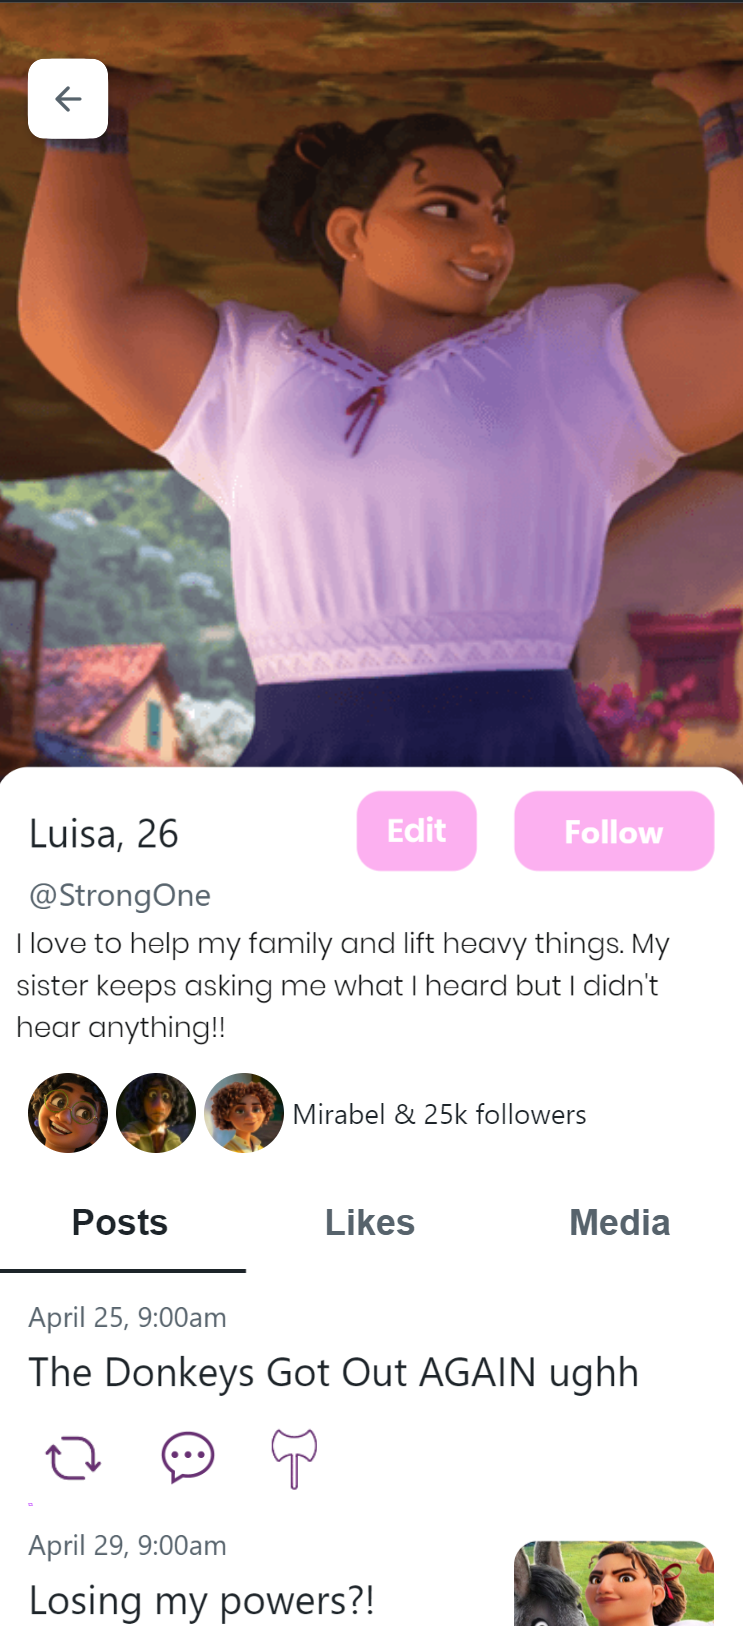 Luisa, 26
Edit
Follow
@StrongOne
I love to help my family and lift heavy things. My
sister keeps asking me what I heard but I didn't
hear anything!!
Mirabel & 25k followers
Posts
Likes
Media
April 25, 9:00am
The Donkeys Got Out AGAIN ughh
April 29, 9:00am
Losing my powers?!